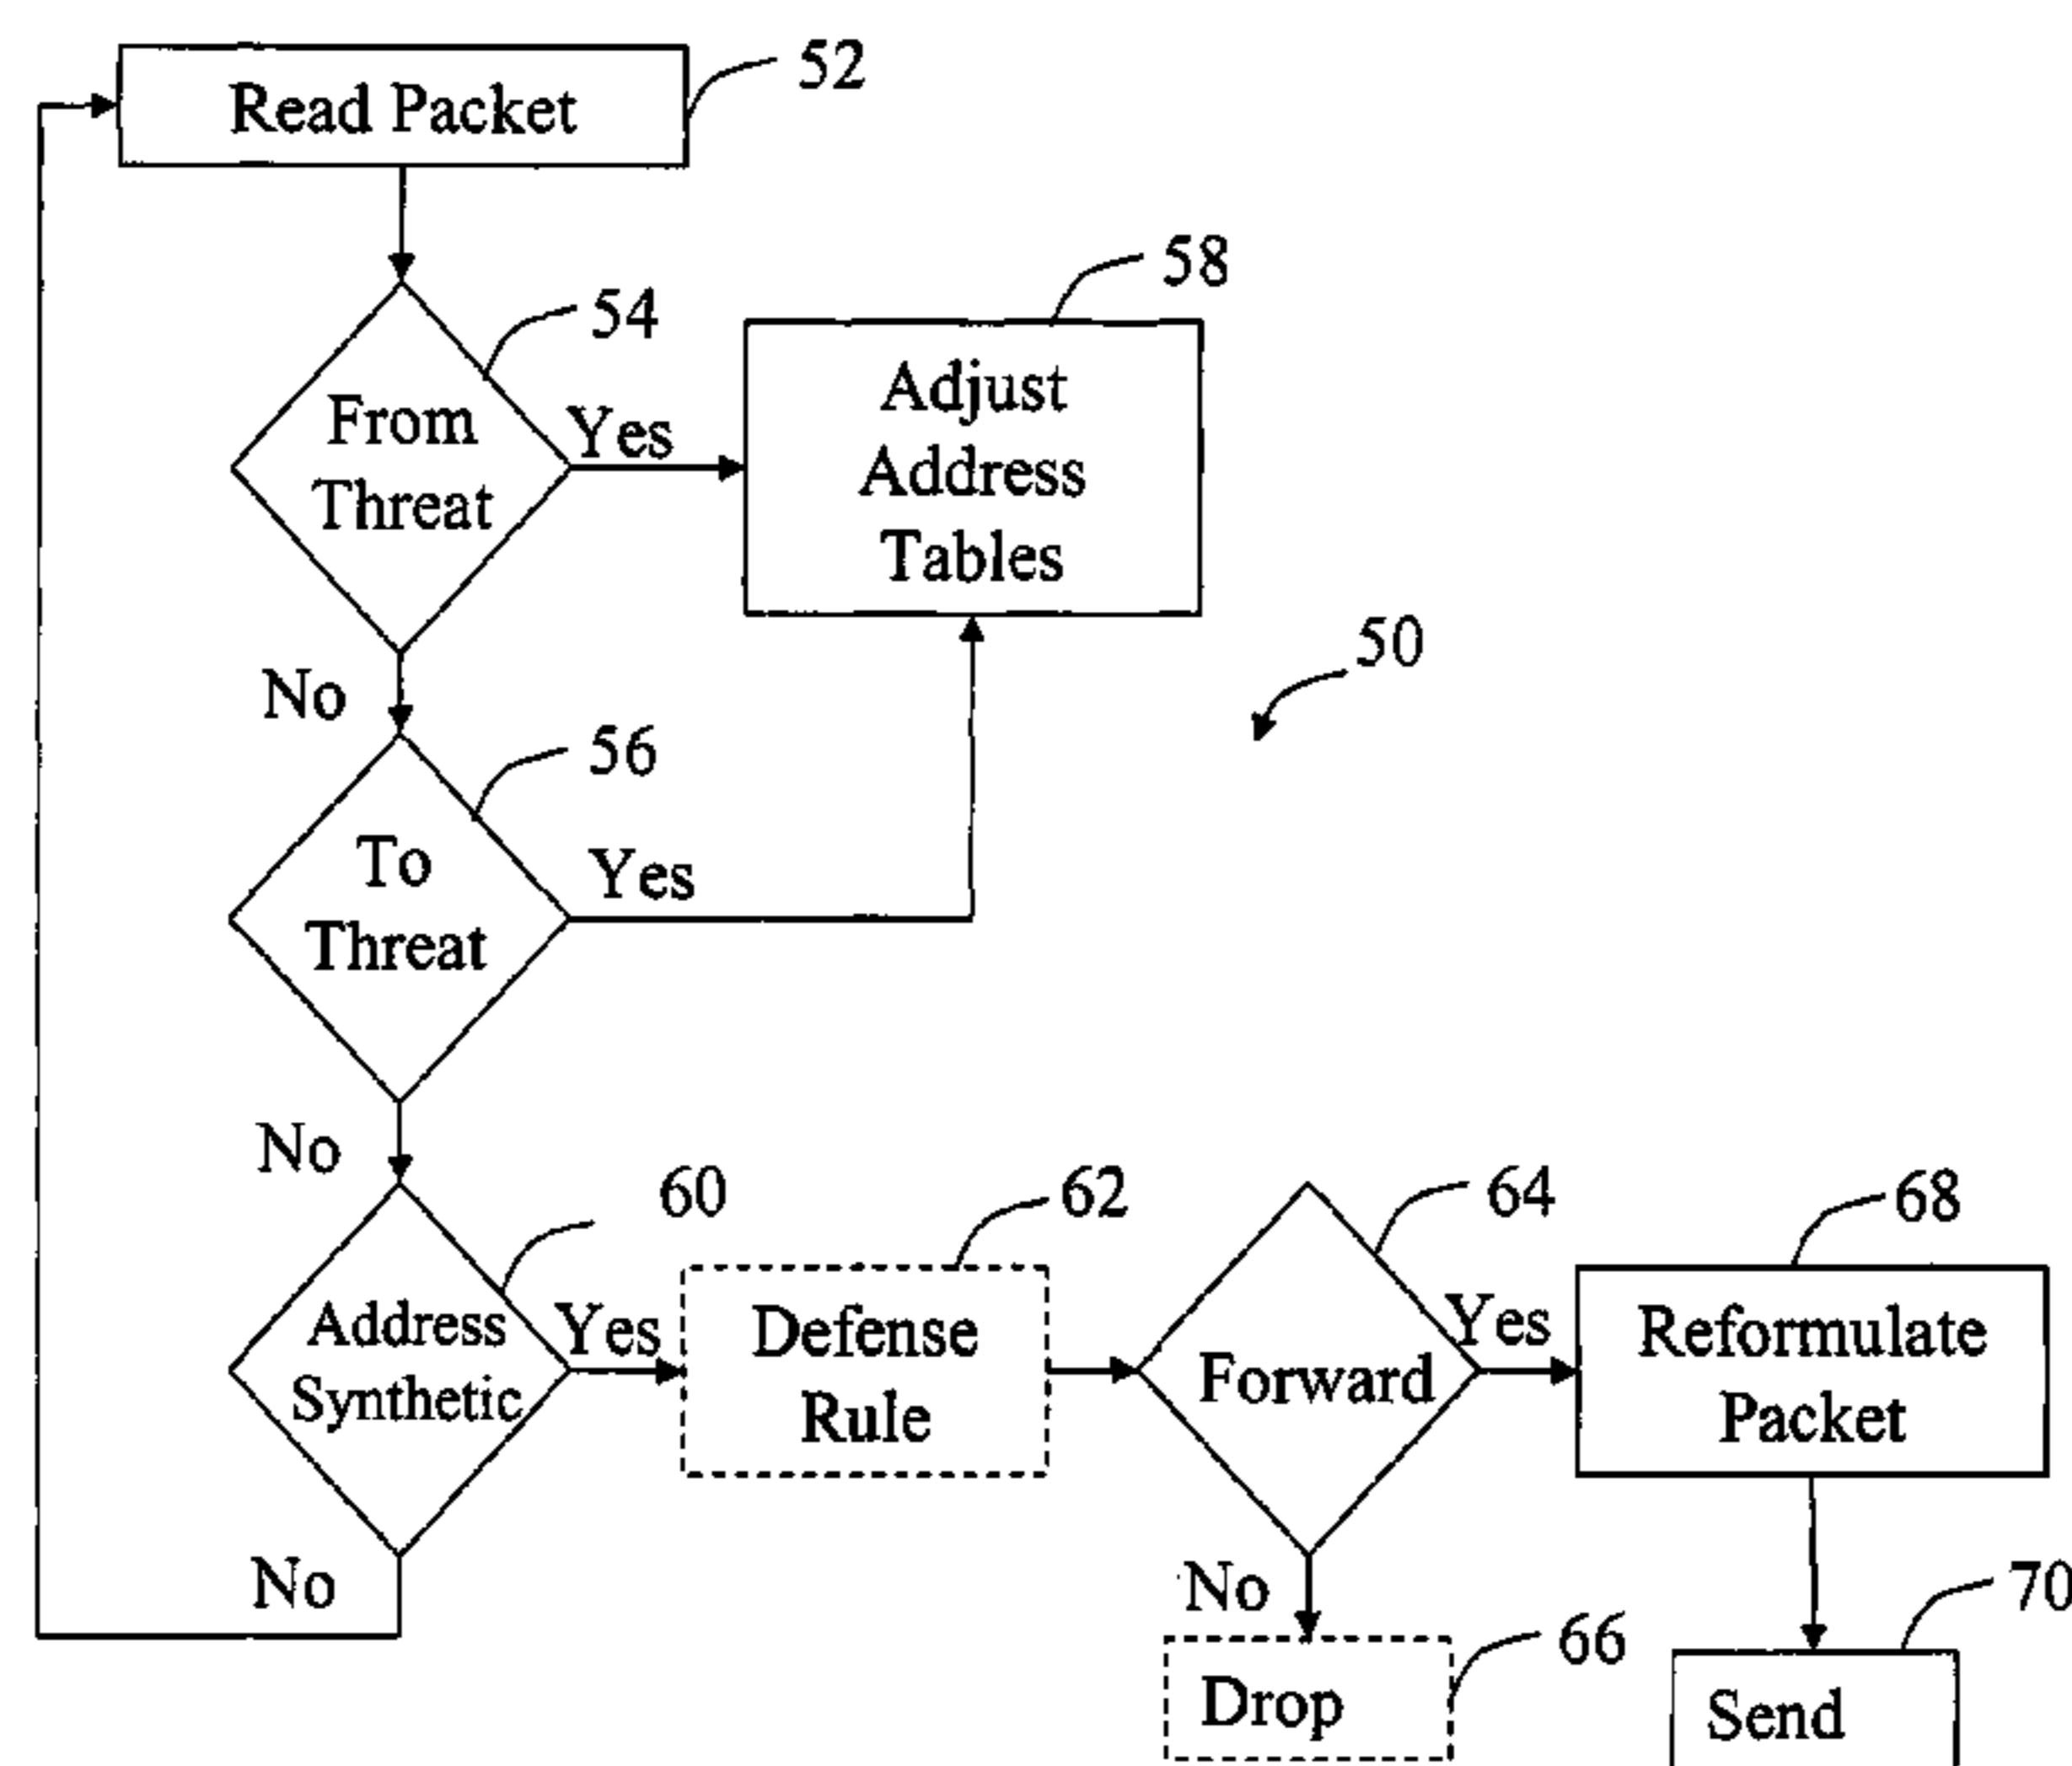 52
Read Packet
58
54
Adjust
Address
Tables
From
Threat
Yes
50
No
56
To
Threat
Yes
No
60
62
64
68
Address
Synthetic
Yes
Defense
Rule
Forward
Yes
Reformulate
Packet
No
No
66
70
Drop
Send